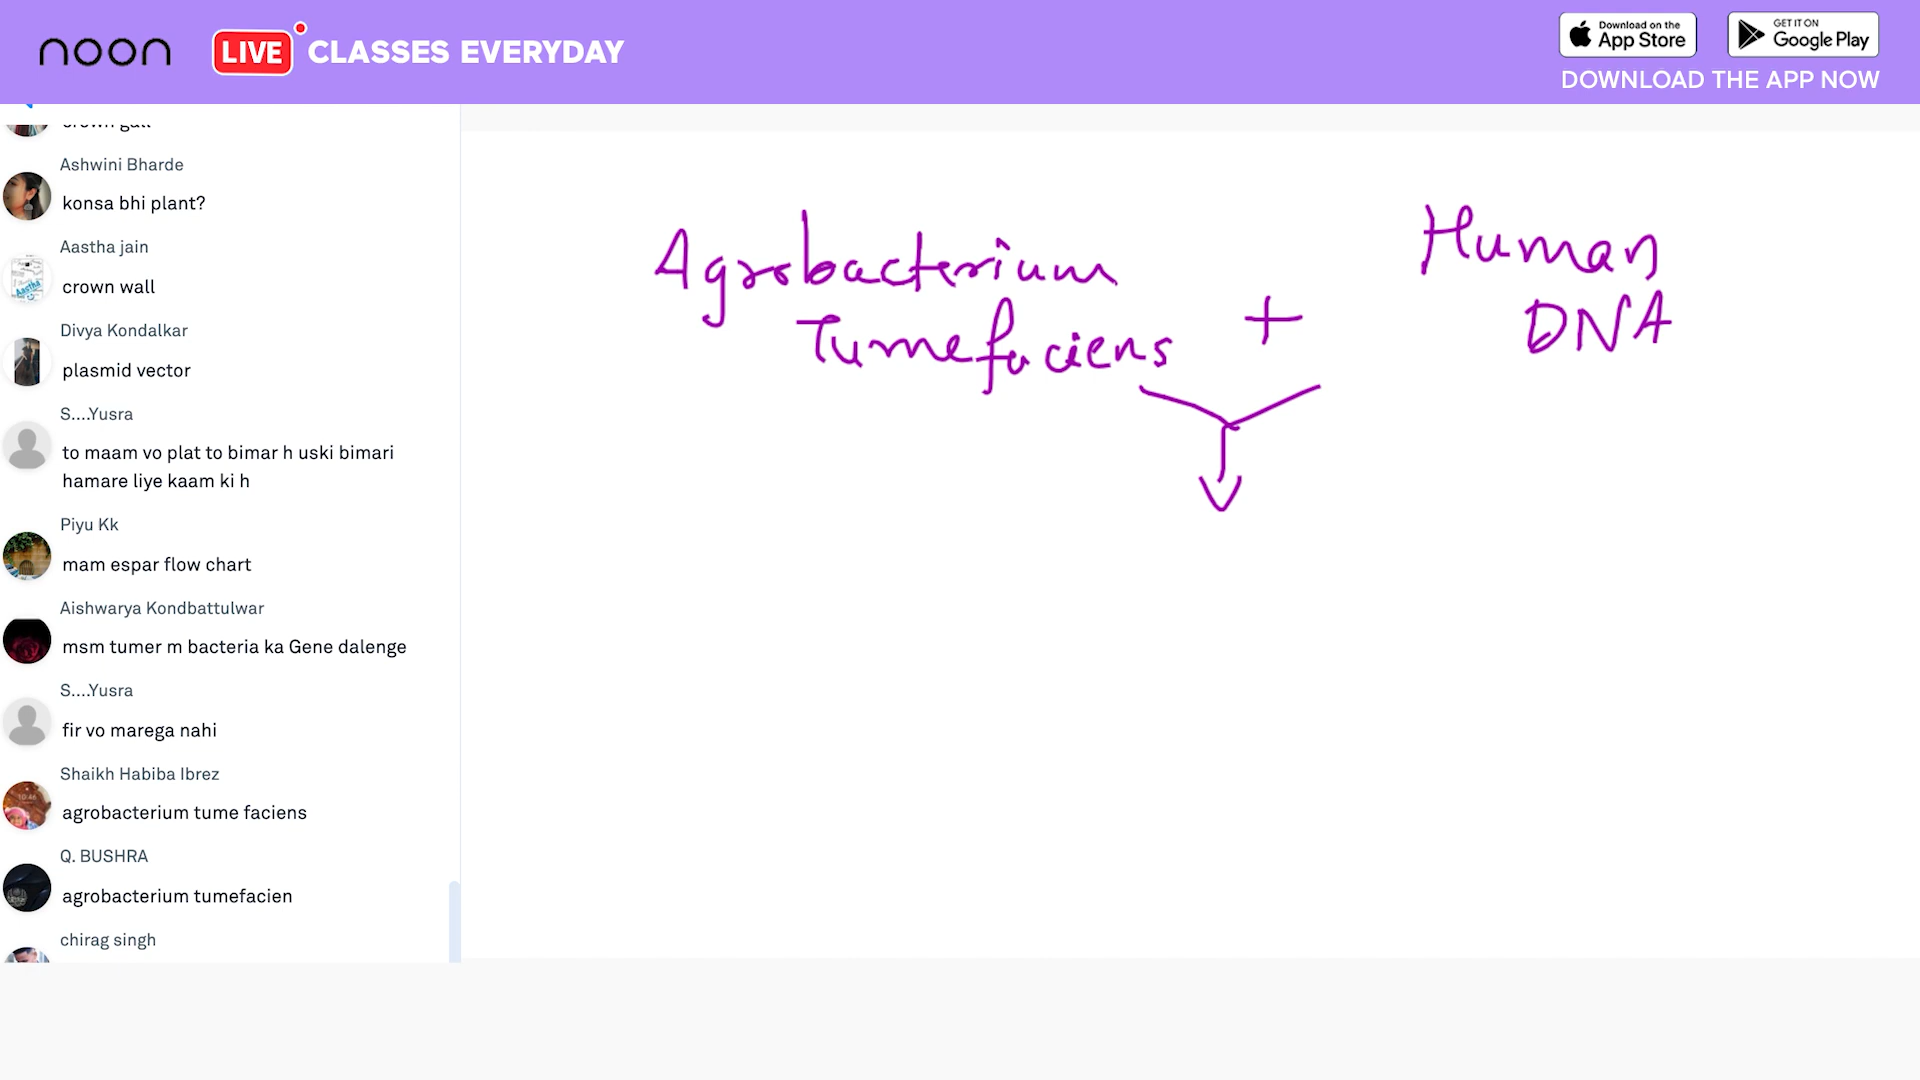 noon LIVE CLASSES EVERYDAY
Download on the App Store
GET IT ON Google Play
DOWNLOAD THE APP NOW
crown gall
Ashwini Bharde
konsa bhi plant?
Aastha jain
crown wall
Divya Kondalkar
plasmid vector
S....Yusra
to maam vo plat to bimar h uski bimari
hamare liye kaam ki h
Piyu Kk
mam espar flow chart
Aishwarya Kondbattulwar
msm tumer m bacteria ka Gene dalenge
S....Yusra
fir vo marega nahi
Shaikh Habiba Ibrez
agrobacterium tume faciens
Q. BUSHRA
agrobacterium tumefacien
chirag singh
Agrobacterium
Tumefaciens
+
Human
DNA